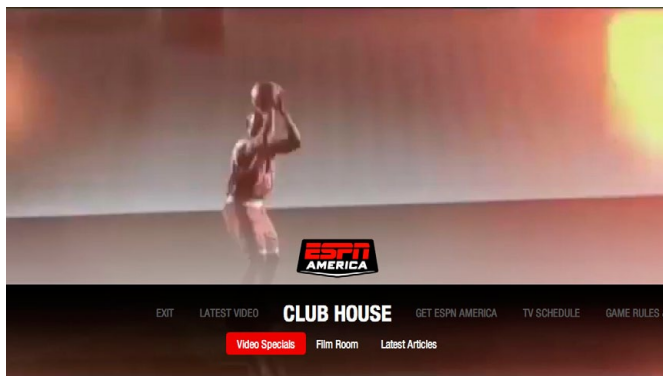 ESPN
AMERICA
EXIT LATEST VIDEO CLUB HOUSE GET ESPN AMERICA TV SCHEDULE GAME RULES
Video Specials Film Room Latest Articles